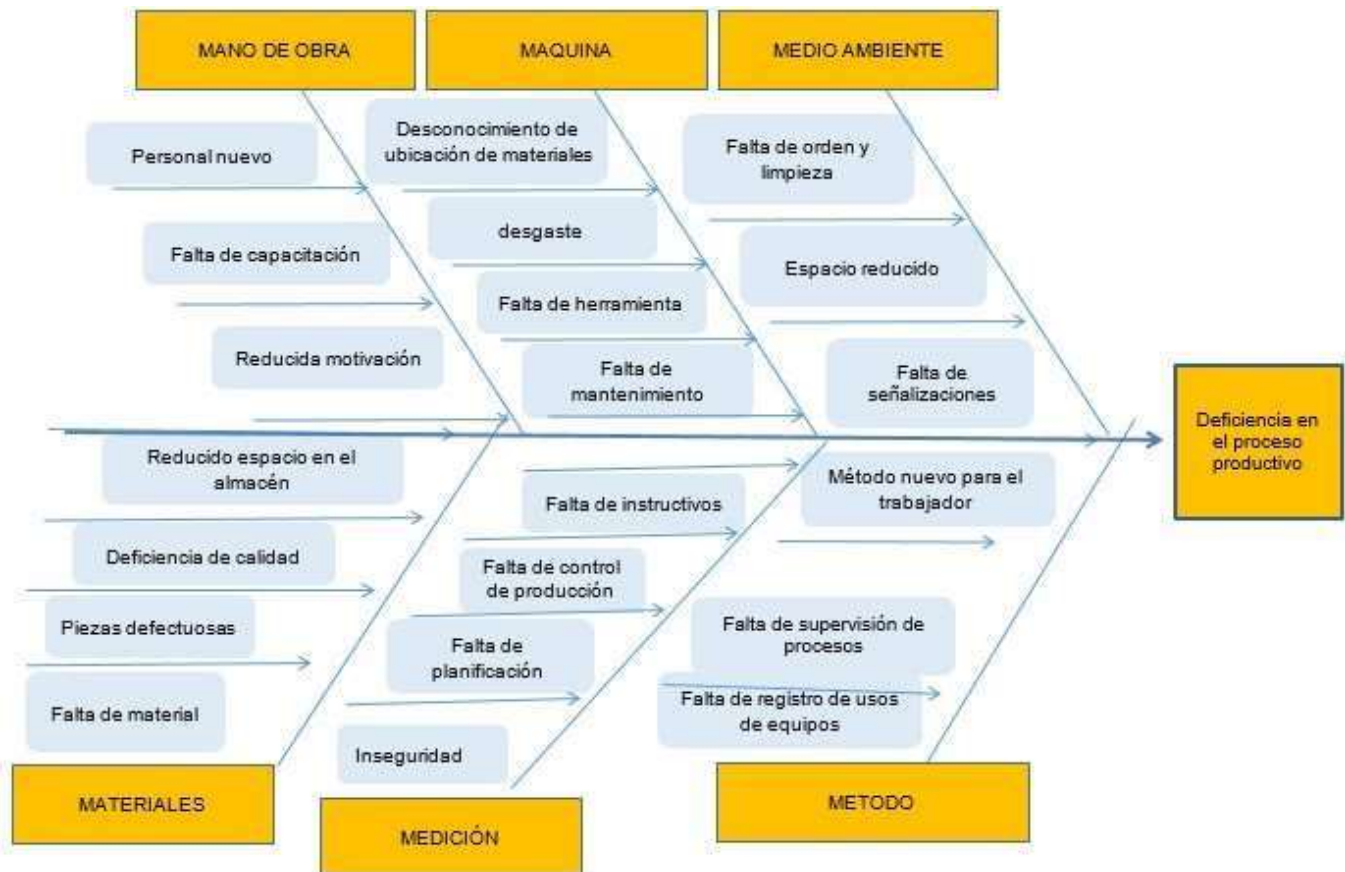 MANO DE OBRA
MAQUINA
MEDIO AMBIENTE
Personal nuevo
Falta de capacitación
Reducida motivación
Desconocimiento de
ubicación de materiales
desgaste
Falta de herramienta
Falta de
mantenimiento
Falta de orden y
limpieza
Espacio reducido
Falta de
señalizaciones
Deficiencia en
el proceso
productivo
Reducido espacio en el
almacén
Deficiencia de calidad
Piezas defectuosas
Falta de material
Falta de instructivos
Falta de control
de producción
Falta de
planificación
Inseguridad
Método nuevo para el
trabajador
Falta de supervisión de
procesos
Falta de registro de usos
de equipos
MATERIALES
MEDICIÓN
METODO